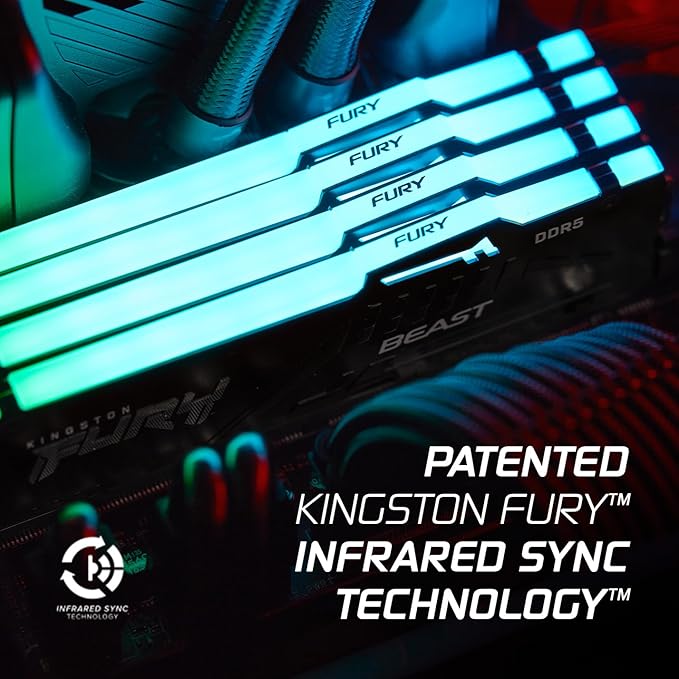 FURY
FURY
FURY
FURY
DDR5
BEAST
KINGSTON
FURY
PATENTED
KINGSTON FURY™
INFRARED SYNC
TECHNOLOGY™
INFRARED SYNC
TECHNOLOGY